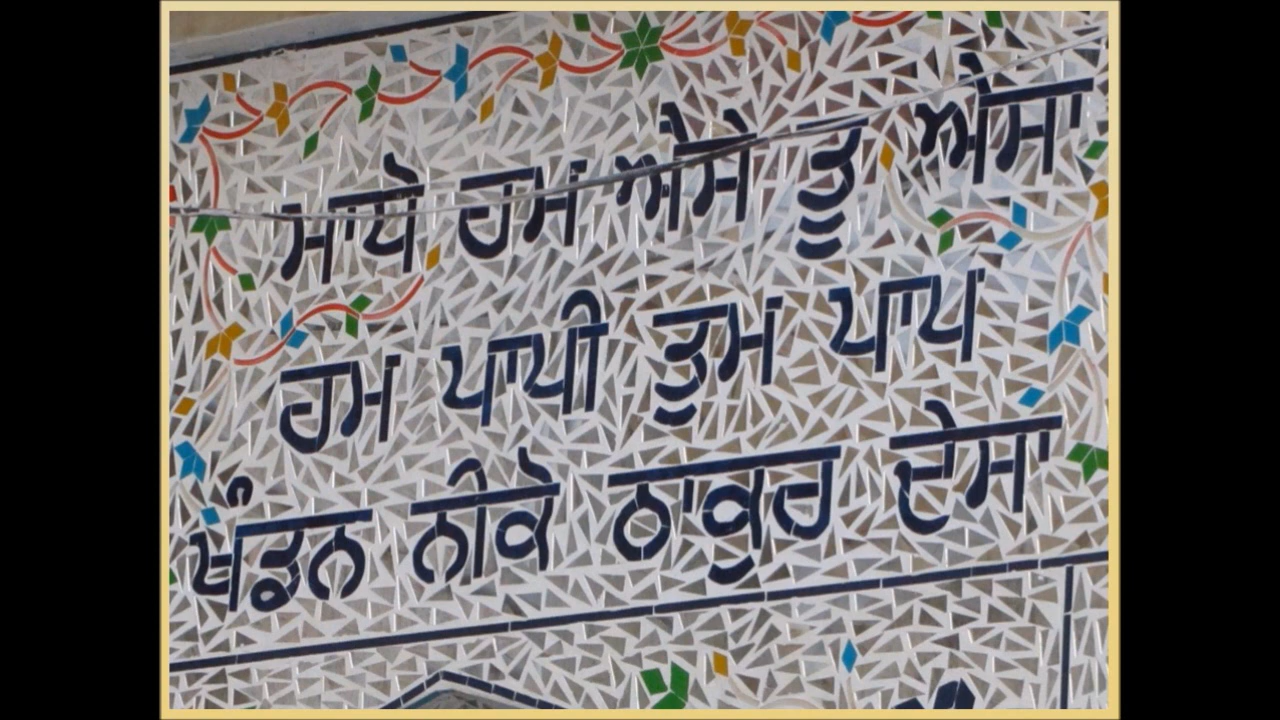 ਮਾਧੋ ਹਮ ਐਸੇ ਤੂ ਐਸਾ
ਹਮ ਪਾਪੀ ਤੁਮ ਪਾਪ
ਖੰਡਨ ਨੀਕੇ ਠਾਕੁਰ ਦੇਸਾ